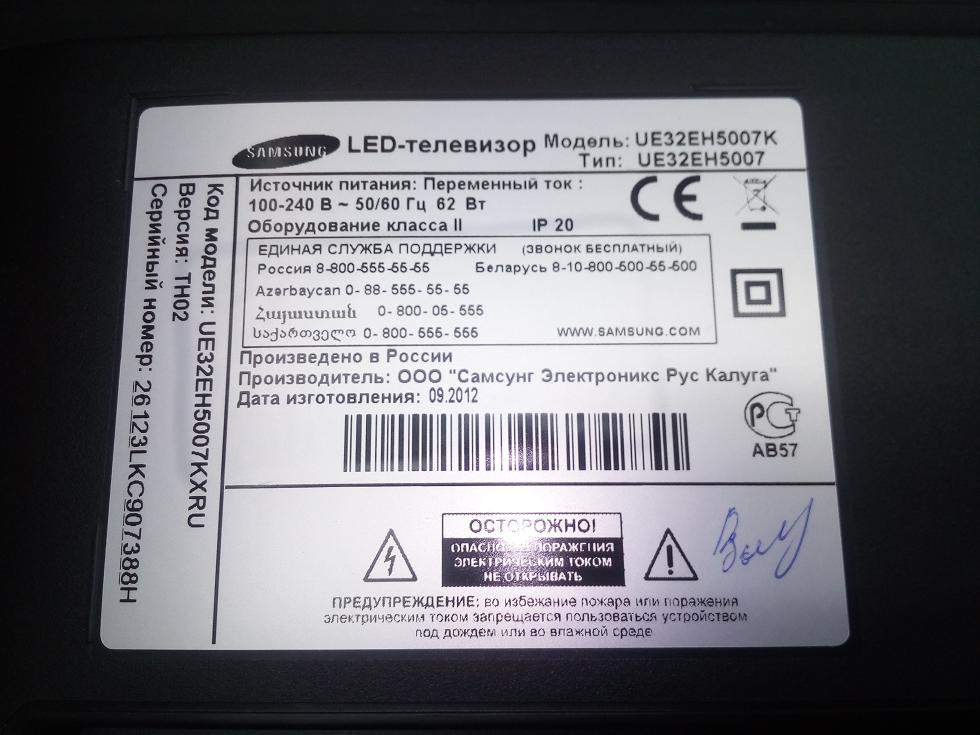 SAMSUNG LED-телевизор Модель: UE32EH5007K
Тип: UE32EH5007
Код модели: UE32EH5007KXRU
Версия: TH02
Серийный номер: 26123LKC907388H
Источник питания: Переменный ток :
100-240 В ~ 50/60 Гц 62 Вт
Оборудование класса II IP 20
ЕДИНАЯ СЛУЖБА ПОДДЕРЖКИ (ЗВОНОК БЕСПЛАТНЫЙ)
Россия 8-800-555-55-55 Беларусь 8-10-800-500-55-500
Azərbaycan 0- 88- 555- 55- 55
Հայաստան 0- 800- 05- 555
საქართველო 0- 800- 555- 555 WWW.SAMSUNG.COM
Произведено в России
Производитель: ООО "Самсунг Электроникс Рус Калуга"
Дата изготовления: 09.2012
CE
РСТ
АВ57
ОСТОРОЖНО!
ОПАСНОСТЬ ПОРАЖЕНИЯ
ЭЛЕКТРИЧЕСКИМ ТОКОМ
НЕ ОТКРЫВАТЬ
ПРЕДУПРЕЖДЕНИЕ: во избежание пожара или поражения
электрическим током запрещается пользоваться устройством
под дождем или во влажной среде